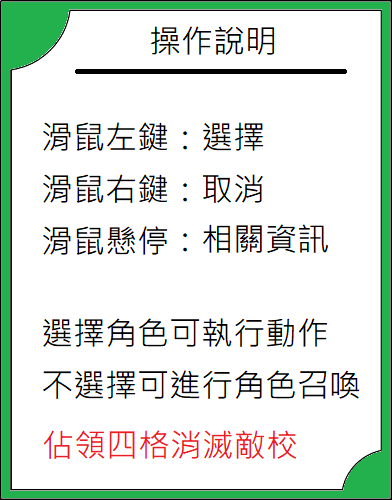 操作說明
滑鼠左鍵：選擇
滑鼠右鍵：取消
滑鼠懸停：相關資訊
選擇角色可執行動作
不選擇可進行角色召喚
佔領四格消滅敵校